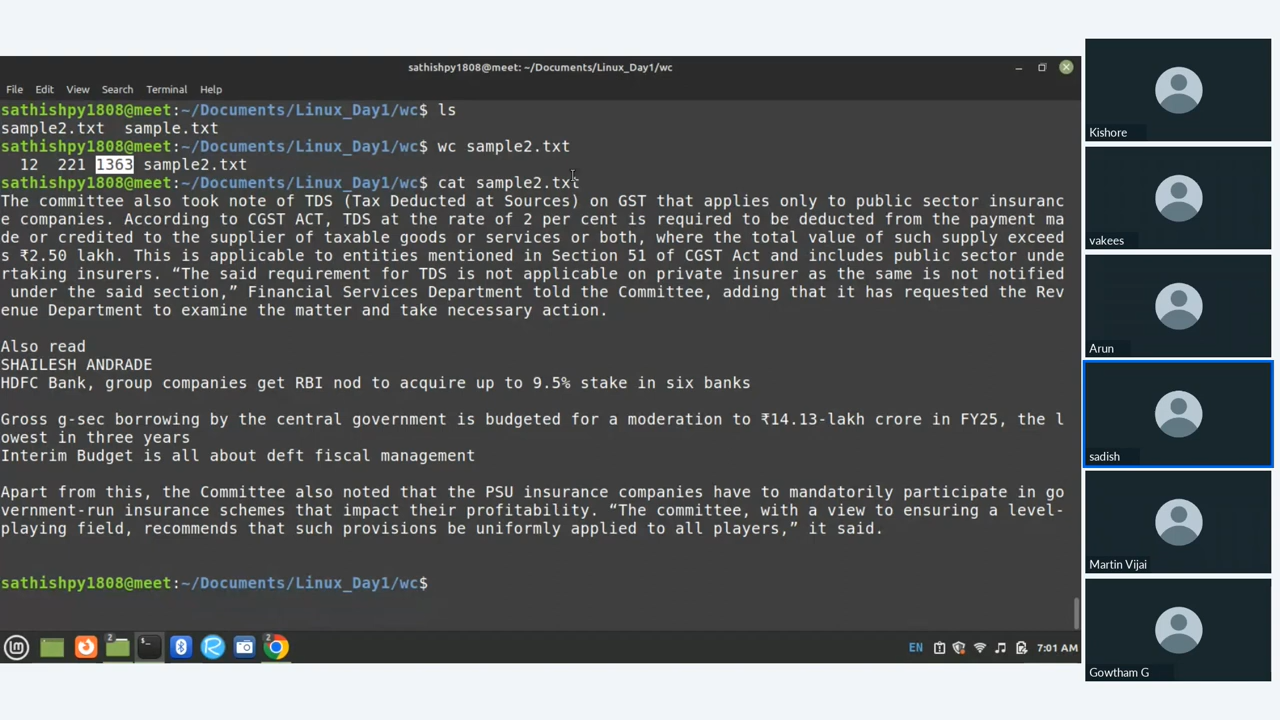 sathishpy1808@meet: ~/Documents/Linux_Day1/wc
File Edit View Search Terminal Help
sathishpy1808@meet:~/Documents/Linux_Day1/wc$ ls
sample2.txt  sample.txt
sathishpy1808@meet:~/Documents/Linux_Day1/wc$ wc sample2.txt
12  221 1363 sample2.txt
sathishpy1808@meet:~/Documents/Linux_Day1/wc$ cat sample2.txt
The committee also took note of TDS (Tax Deducted at Sources) on GST that applies only to public sector insuranc
e companies. According to CGST ACT, TDS at the rate of 2 per cent is required to be deducted from the payment ma
de or credited to the supplier of taxable goods or services or both, where the total value of such supply exceed
s ₹2.50 lakh. This is applicable to entities mentioned in Section 51 of CGST Act and includes public sector unde
rtaking insurers. “The said requirement for TDS is not applicable on private insurer as the same is not notified
under the said section,” Financial Services Department told the Committee, adding that it has requested the Rev
enue Department to examine the matter and take necessary action.
Also read
SHAILESH ANDRADE
HDFC Bank, group companies get RBI nod to acquire up to 9.5% stake in six banks
Gross g-sec borrowing by the central government is budgeted for a moderation to ₹14.13-lakh crore in FY25, the l
owest in three years
Interim Budget is all about deft fiscal management
Apart from this, the Committee also noted that the PSU insurance companies have to mandatorily participate in go
vernment-run insurance schemes that impact their profitability. “The committee, with a view to ensuring a level-
playing field, recommends that such provisions be uniformly applied to all players,” it said.
sathishpy1808@meet:~/Documents/Linux_Day1/wc$
2
2
EN
7:01 AM
Kishore
vakees
Arun
sadish
Martin Vijai
Gowtham G